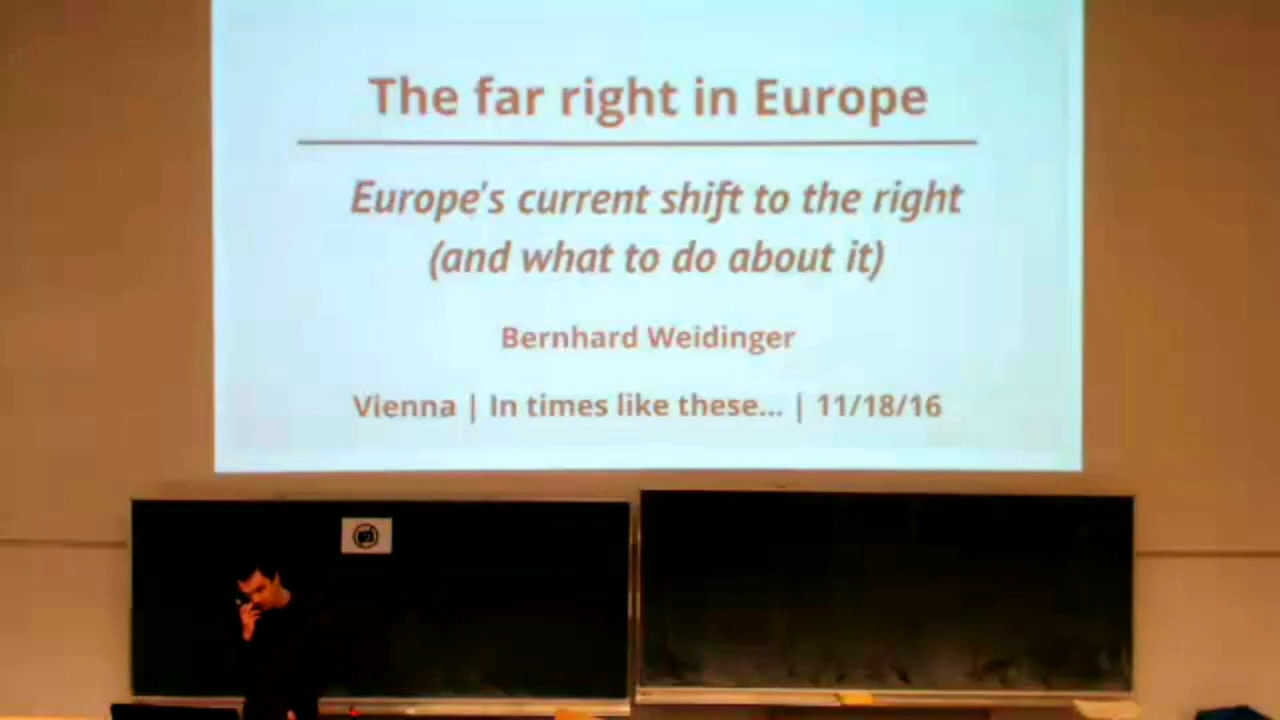 The far right in Europe
Europe's current shift to the right
(and what to do about it)
Bernhard Weidinger
Vienna | In times like these... | 11/18/16